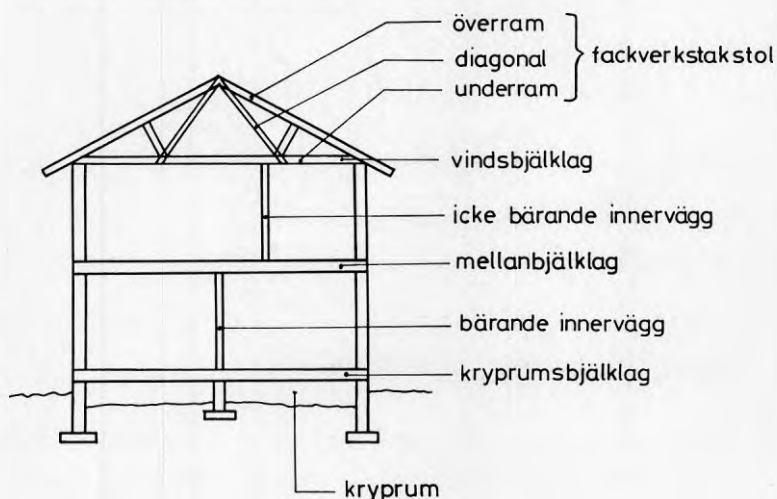 överram
diagonal
underram
fackverkstakstol
vindsbjälklag
icke bärande innervägg
mellanbjälklag
bärande innervägg
kryprumsbjälklag
kryprum